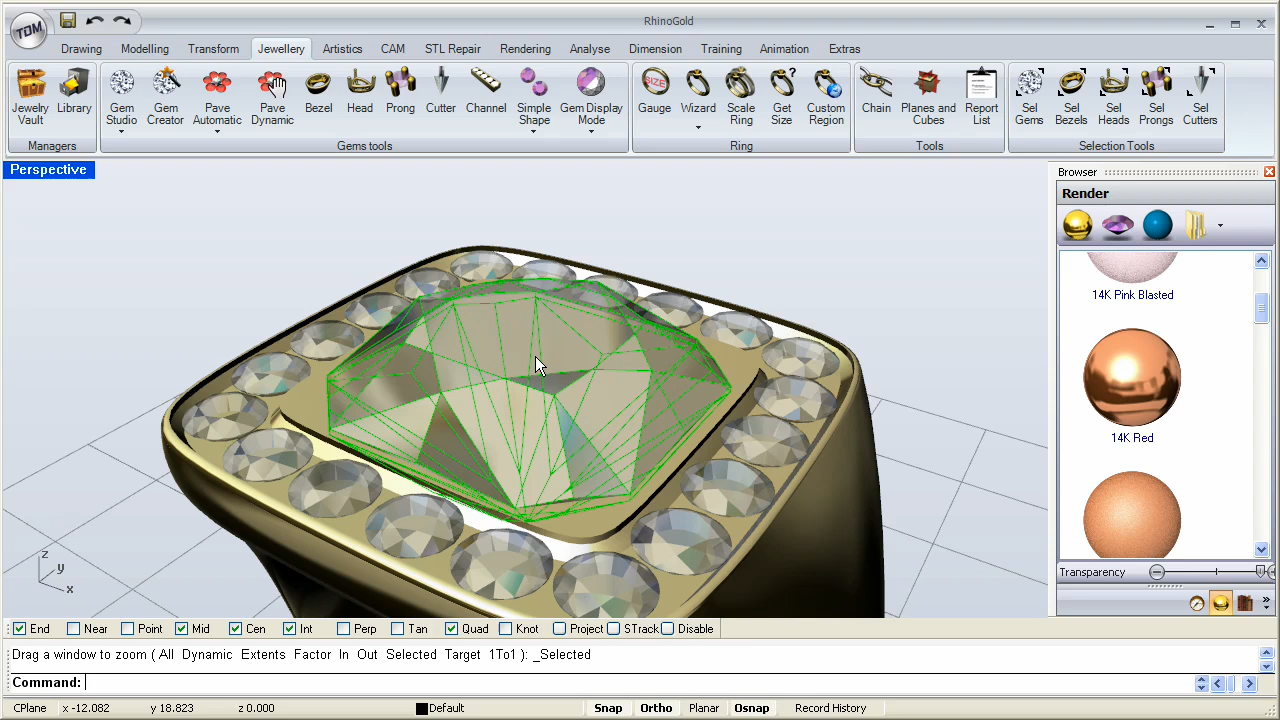 RhinoGold
TDM
Drawing Modelling Transform Jewellery Artistics CAM STL Repair Rendering Analyse Dimension Training Animation Extras
Jewelry Vault Library Gem Studio Gem Creator Pave Automatic Pave Dynamic Bezel Head Prong Cutter Channel Simple Shape Gem Display Mode SIZE Gauge Wizard Scale Ring Get Size Custom Region Chain Planes and Cubes Report List Sel Gems Sel Bezels Sel Heads Sel Prongs Sel Cutters
Managers Gems tools Ring Tools Selection Tools
Perspective
Browser
Render
14K Pink Blasted
14K Red
z
y
x
Transparency
End Near Point Mid Cen Int Perp Tan Quad Knot Project STrack Disable
Drag a window to zoom ( All Dynamic Extents Factor In Out Selected Target 1To1 ): _Selected
Command:
CPlane x -12.082 y 18.823 z 0.000 Default Snap Ortho Planar Osnap Record History